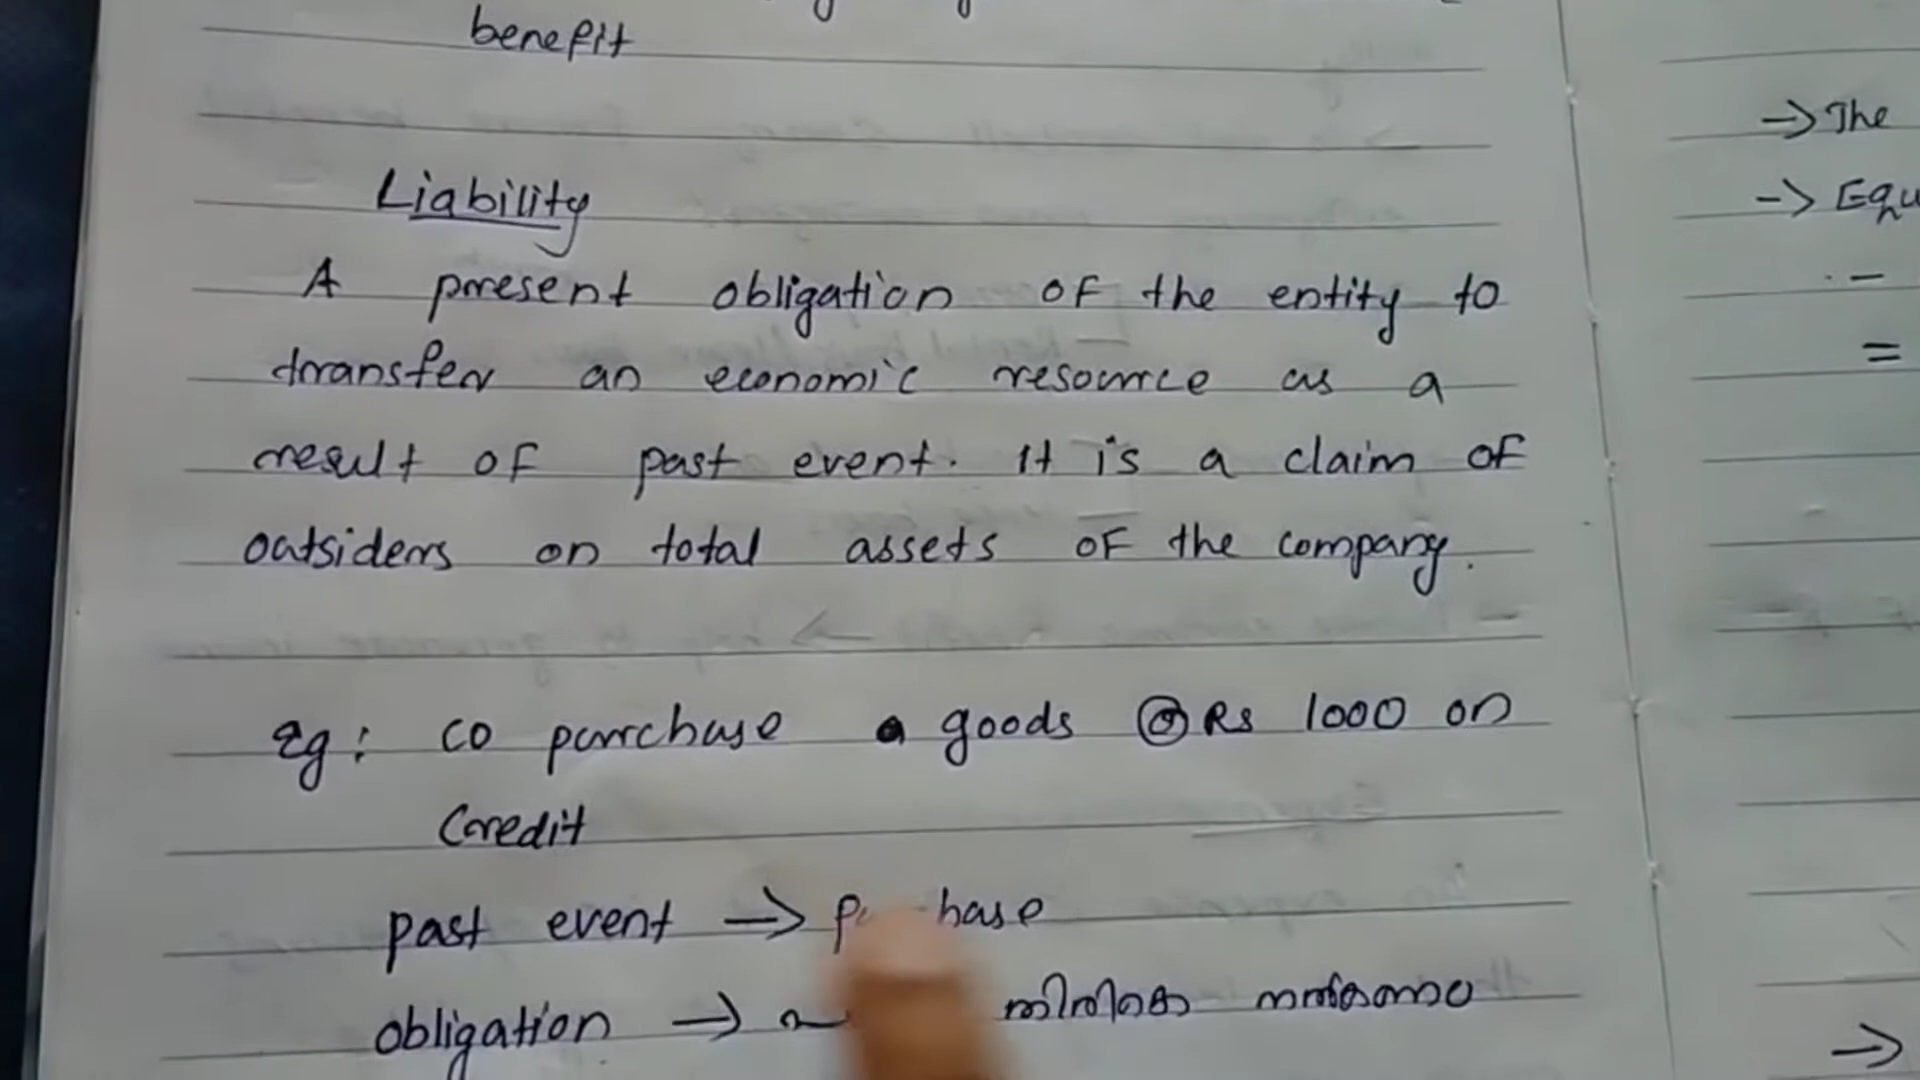 benefit
Liability
A present obligation of the entity to
transfer an economic resource as a
result of past event. It is a claim of
outsiders on total assets of the company.
eg: co purchase a goods @ Rs 1000 on
Credit
past event →
obligation →
→ The
→
-
=
→